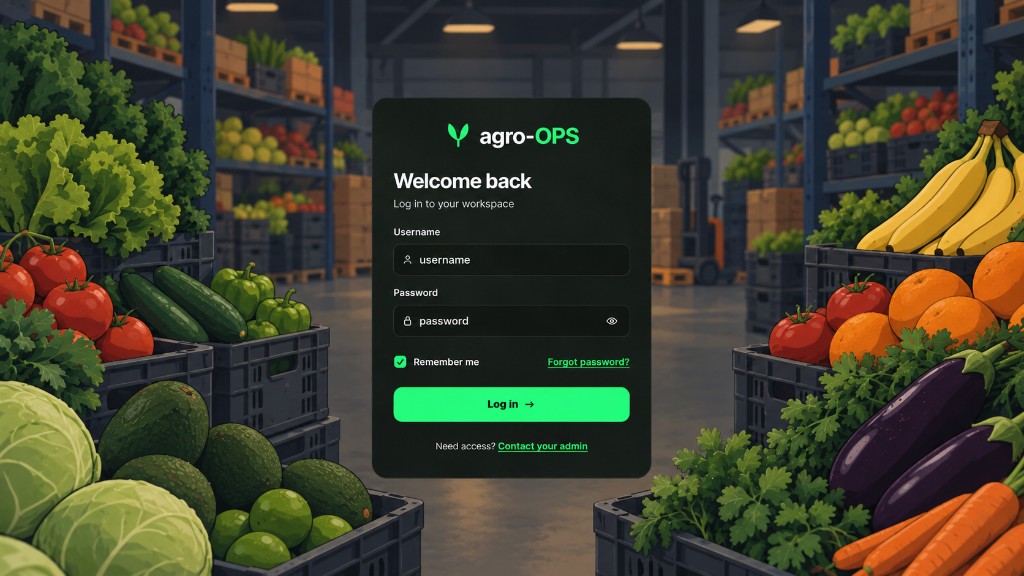 agro-OPS
Welcome back
Log in to your workspace
Username
username
Password
password
Remember me
Forgot password?
Log in →
Need access? Contact your admin